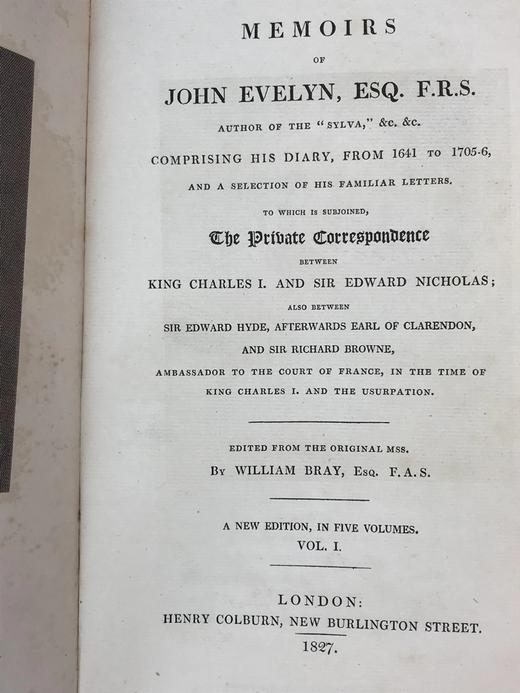 MEMOIRS
OF
JOHN EVELYN, ESQ. F.R.S.
AUTHOR OF THE “SYLVA,” &c. &c.
COMPRISING HIS DIARY, FROM 1641 TO 1705-6,
AND A SELECTION OF HIS FAMILIAR LETTERS.
TO WHICH IS SUBJOINED,
The Private Correspondence
BETWEEN
KING CHARLES I. AND SIR EDWARD NICHOLAS;
ALSO BETWEEN
SIR EDWARD HYDE, AFTERWARDS EARL OF CLARENDON,
AND SIR RICHARD BROWNE,
AMBASSADOR TO THE COURT OF FRANCE, IN THE TIME OF
KING CHARLES I. AND THE USURPATION.
EDITED FROM THE ORIGINAL MSS.
BY WILLIAM BRAY, ESQ. F.A.S.
A NEW EDITION, IN FIVE VOLUMES.
VOL. I.
LONDON:
HENRY COLBURN, NEW BURLINGTON STREET.
1827.